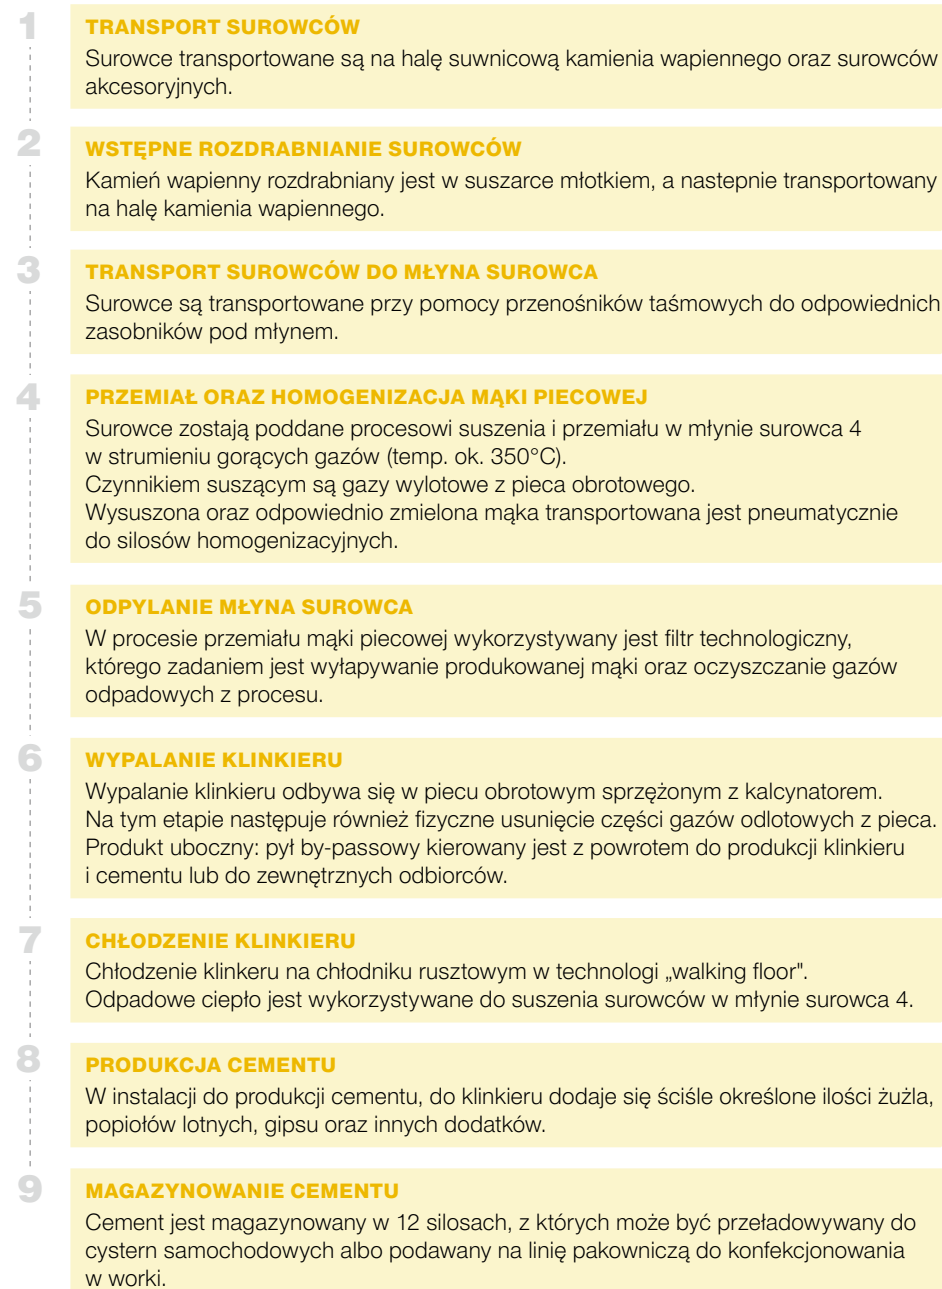 1
TRANSPORT SUROWCÓW
Surowce transportowane są na halę suwnicową kamienia wapiennego oraz surowców
akcesoryjnych.
2
WSTĘPNE ROZDRABNIANIE SUROWCÓW
Kamień wapienny rozdrabniany jest w suszarce młotkiem, a nastepnie transportowany
na halę kamienia wapiennego.
3
TRANSPORT SUROWCÓW DO MŁYNA SUROWCA
Surowce są transportowane przy pomocy przenośników taśmowych do odpowiednich
zasobników pod młynem.
4
PRZEMIAŁ ORAZ HOMOGENIZACJA MĄKI PIECOWEJ
Surowce zostają poddane procesowi suszenia i przemiału w młynie surowca 4
w strumieniu gorących gazów (temp. ok. 350°C).
Czynnikiem suszącym są gazy wylotowe z pieca obrotowego.
Wysuszona oraz odpowiednio zmielona mąka transportowana jest pneumatycznie
do silosów homogenizacyjnych.
5
ODPYLANIE MŁYNA SUROWCA
W procesie przemiału mąki piecowej wykorzystywany jest filtr technologiczny,
którego zadaniem jest wyłapywanie produkowanej mąki oraz oczyszczanie gazów
odpadowych z procesu.
6
WYPALANIE KLINKIERU
Wypalanie klinkieru odbywa się w piecu obrotowym sprzężonym z kalcynatorem.
Na tym etapie następuje również fizyczne usunięcie części gazów odlotowych z pieca.
Produkt uboczny: pył by-passowy kierowany jest z powrotem do produkcji klinkieru
i cementu lub do zewnętrznych odbiorców.
7
CHŁODZENIE KLINKIERU
Chłodzenie klinkeru na chłodniku rusztowym w technologi „walking floor".
Odpadowe ciepło jest wykorzystywane do suszenia surowców w młynie surowca 4.
8
PRODUKCJA CEMENTU
W instalacji do produkcji cementu, do klinkieru dodaje się ściśle określone ilości żużla,
popiołów lotnych, gipsu oraz innych dodatków.
9
MAGAZYNOWANIE CEMENTU
Cement jest magazynowany w 12 silosach, z których może być przeładowywany do
cystern samochodowych albo podawany na linię pakowniczą do konfekcjonowania
w worki.